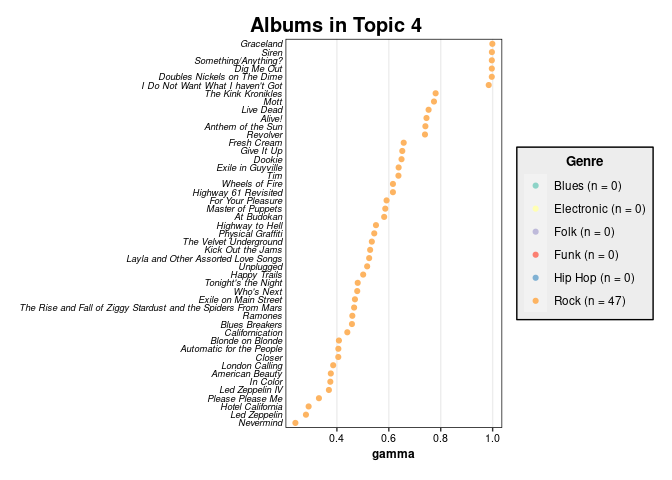 Albums in Topic 4
Graceland
Siren
Something/Anything?
Dig Me Out
Doubles Nickels on The Dime
I Do Not Want What I haven't Got
The Kink Kronikles
Mott
Live Dead
Alive!
Anthem of the Sun
Revolver
Fresh Cream
Give It Up
Dookie
Exile in Guyville
Tim
Wheels of Fire
Highway 61 Revisited
For Your Pleasure
Master of Puppets
At Budokan
Highway to Hell
Physical Graffiti
The Velvet Underground
Kick Out the Jams
Layla and Other Assorted Love Songs
Unplugged
Happy Trails
Tonight's the Night
Who's Next
Exile on Main Street
The Rise and Fall of Ziggy Stardust and the Spiders From Mars
Ramones
Blues Breakers
Californication
Blonde on Blonde
Automatic for the People
Closer
London Calling
American Beauty
In Color
Led Zeppelin IV
Please Please Me
Hotel California
Led Zeppelin
Nevermind
0.4 0.6 0.8 1.0
gamma
Genre
Blues (n = 0)
Electronic (n = 0)
Folk (n = 0)
Funk (n = 0)
Hip Hop (n = 0)
Rock (n = 47)